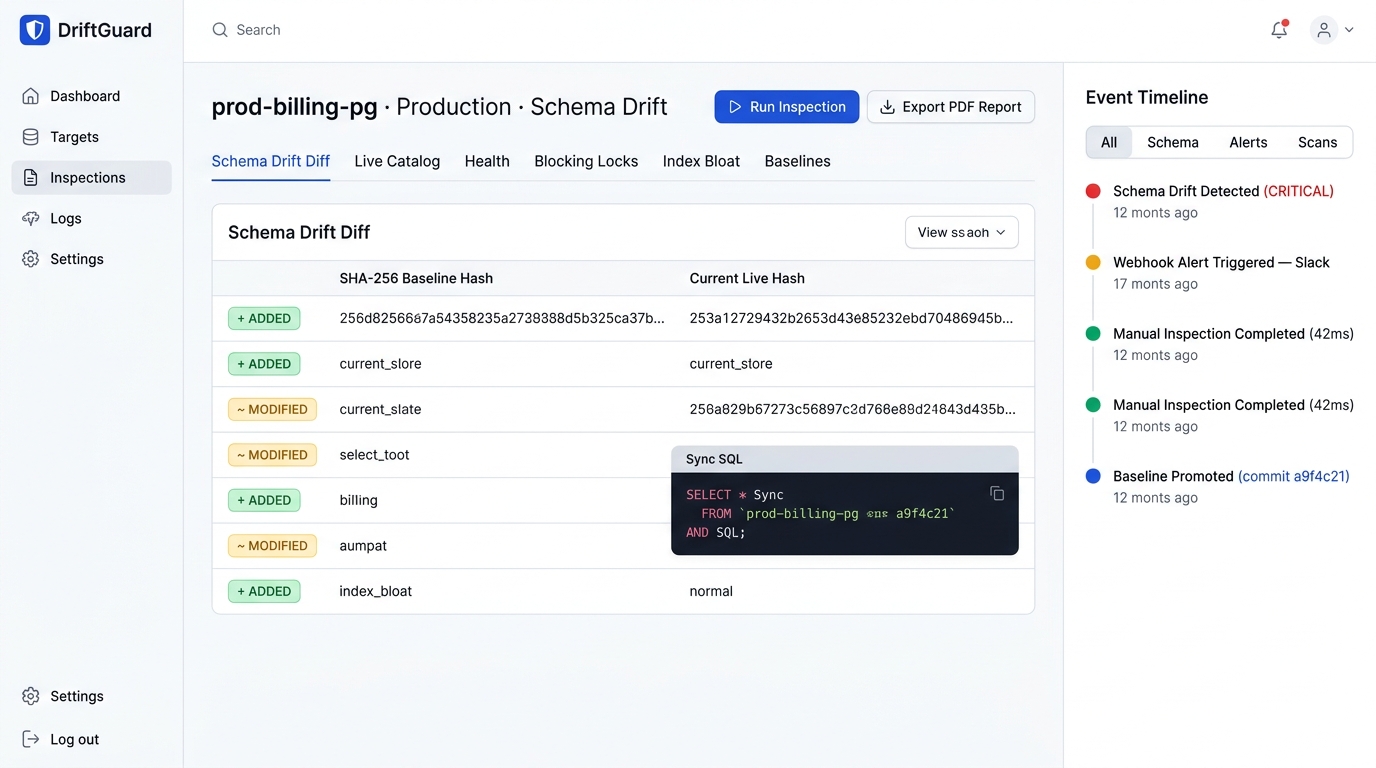 DriftGuard
Search
Dashboard
Targets
Inspections
Logs
Settings
Settings
Log out
prod-billing-pg · Production · Schema Drift
Run Inspection
Export PDF Report
Schema Drift Diff
Live Catalog
Health
Blocking Locks
Index Bloat
Baselines
Schema Drift Diff
View
SHA-256 Baseline Hash
Current Live Hash
+ ADDED
+ ADDED
current_slore
current_store
~ MODIFIED
current_slate
~ MODIFIED
select_toot
+ ADDED
billing
~ MODIFIED
aumpat
+ ADDED
index_bloat
normal
Sync SQL
SELECT * Sync
FROM `prod-billing-pg a9f4c21`
AND SQL;
Event Timeline
All
Schema
Alerts
Scans
Schema Drift Detected (CRITICAL)
12 monts ago
Webhook Alert Triggered — Slack
17 monts ago
Manual Inspection Completed (42ms)
12 monts ago
Manual Inspection Completed (42ms)
12 monts ago
Baseline Promoted (commit a9f4c21)
12 monts ago